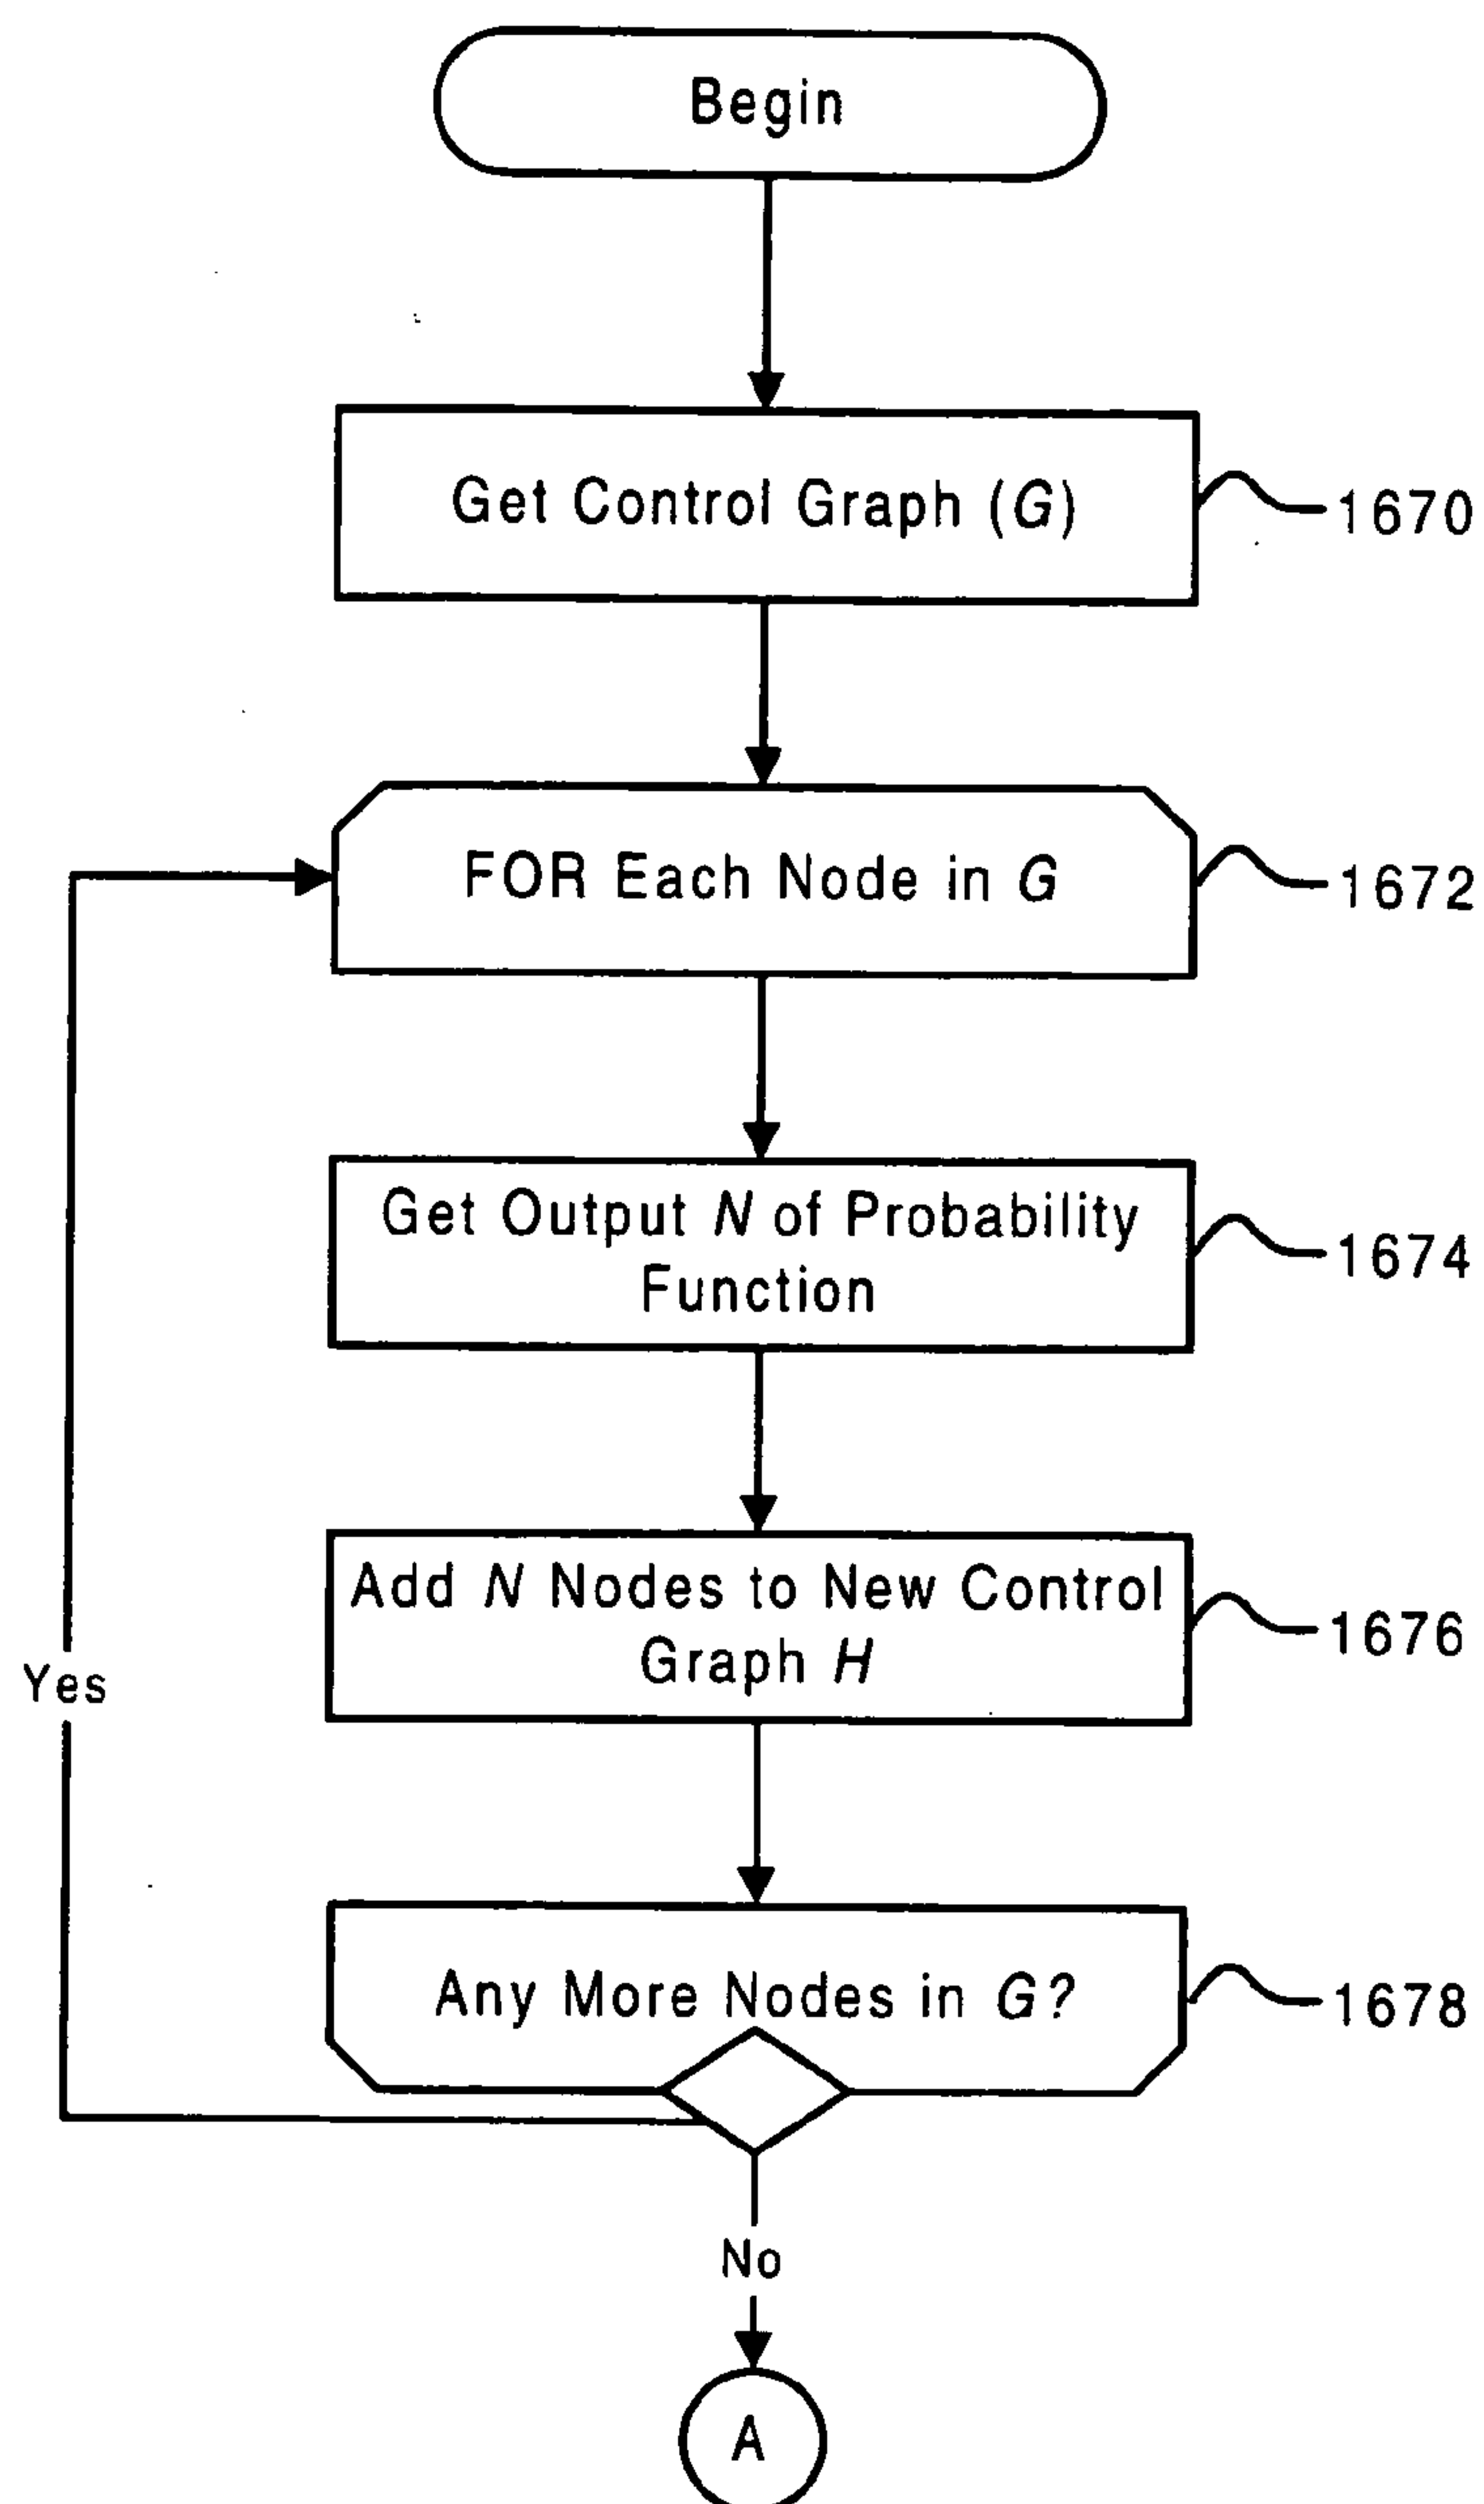 Begin
Get Control Graph (G)
1670
FOR Each Node in G
1672
Get Output N of Probability
Function
1674
Add N Nodes to New Control
Graph H
1676
Yes
Any More Nodes in G?
1678
No
A